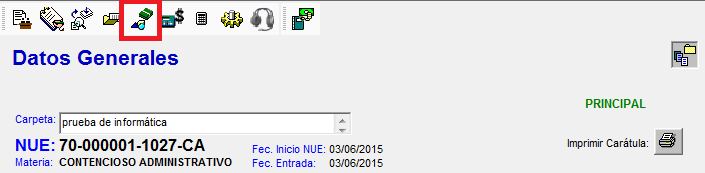 Datos Generales
PRINCIPAL
Carpeta: prueba de informática
NUE: 70-000001-1027-CA
Fec. Inicio NUE: 03/06/2015
Imprimir Carátula:
Materia: CONTENCIOSO ADMINISTRATIVO
Fec. Entrada: 03/06/2015